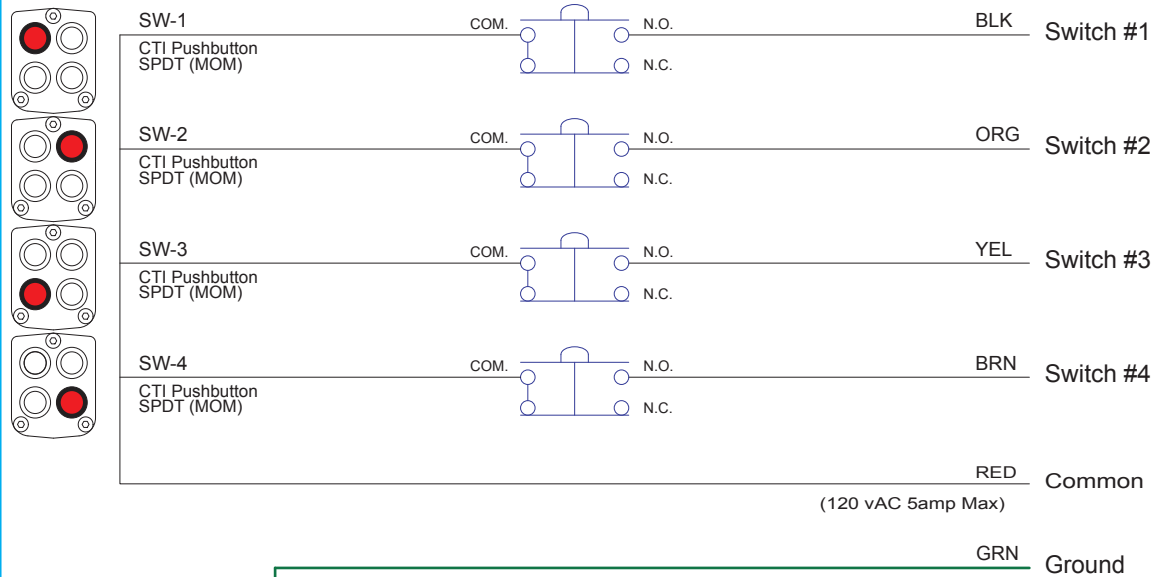 SW-1 COM. N.O. BLK Switch #1
CTI Pushbutton
SPDT (MOM) N.C.
SW-2 COM. N.O. ORG Switch #2
CTI Pushbutton
SPDT (MOM) N.C.
SW-3 COM. N.O. YEL Switch #3
CTI Pushbutton
SPDT (MOM) N.C.
SW-4 COM. N.O. BRN Switch #4
CTI Pushbutton
SPDT (MOM) N.C.
RED Common
(120 vAC 5amp Max)
GRN Ground